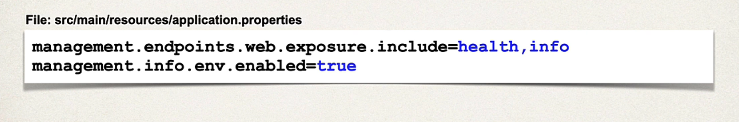 File: src/main/resources/application.properties
management.endpoints.web.exposure.include=health,info
management.info.env.enabled=true